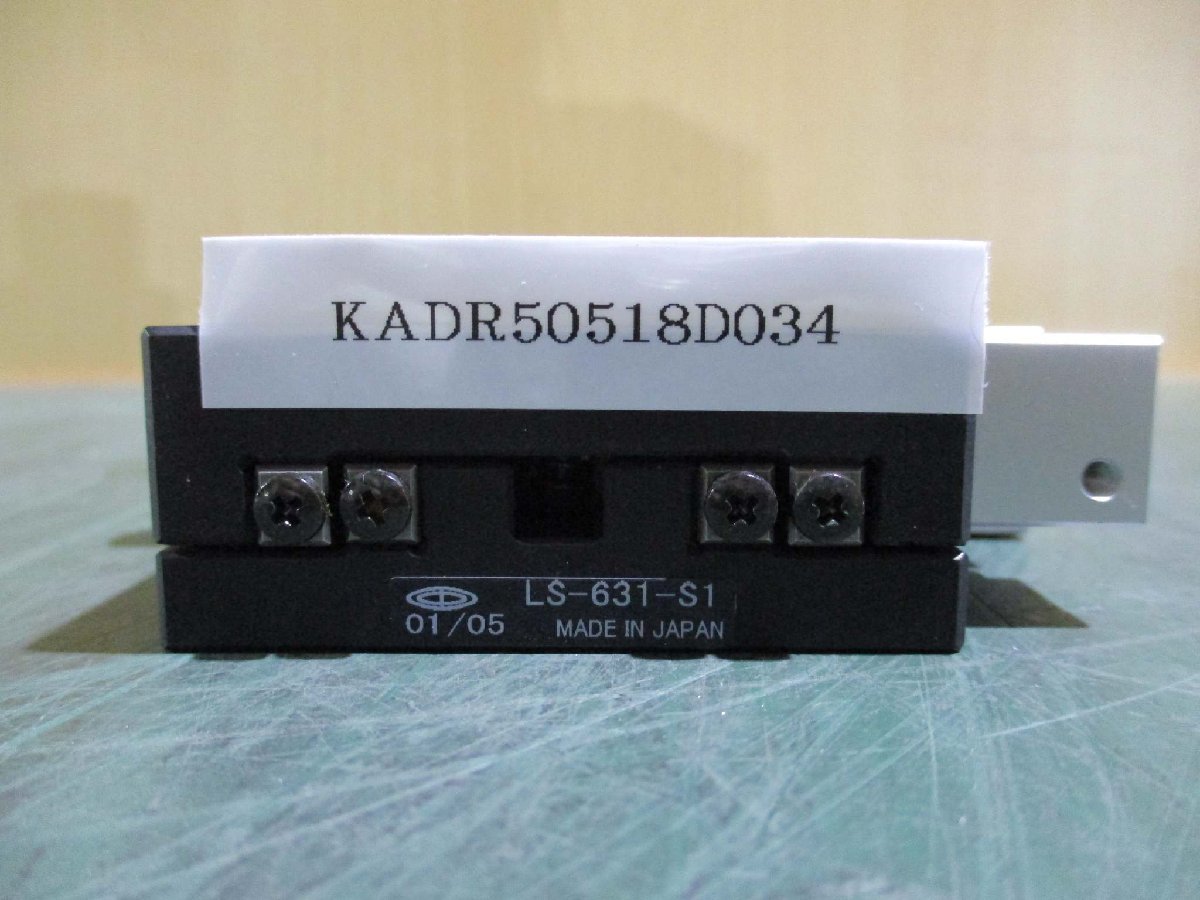 KADR50518D034
LS-631-S1
01/05 MADE IN JAPAN